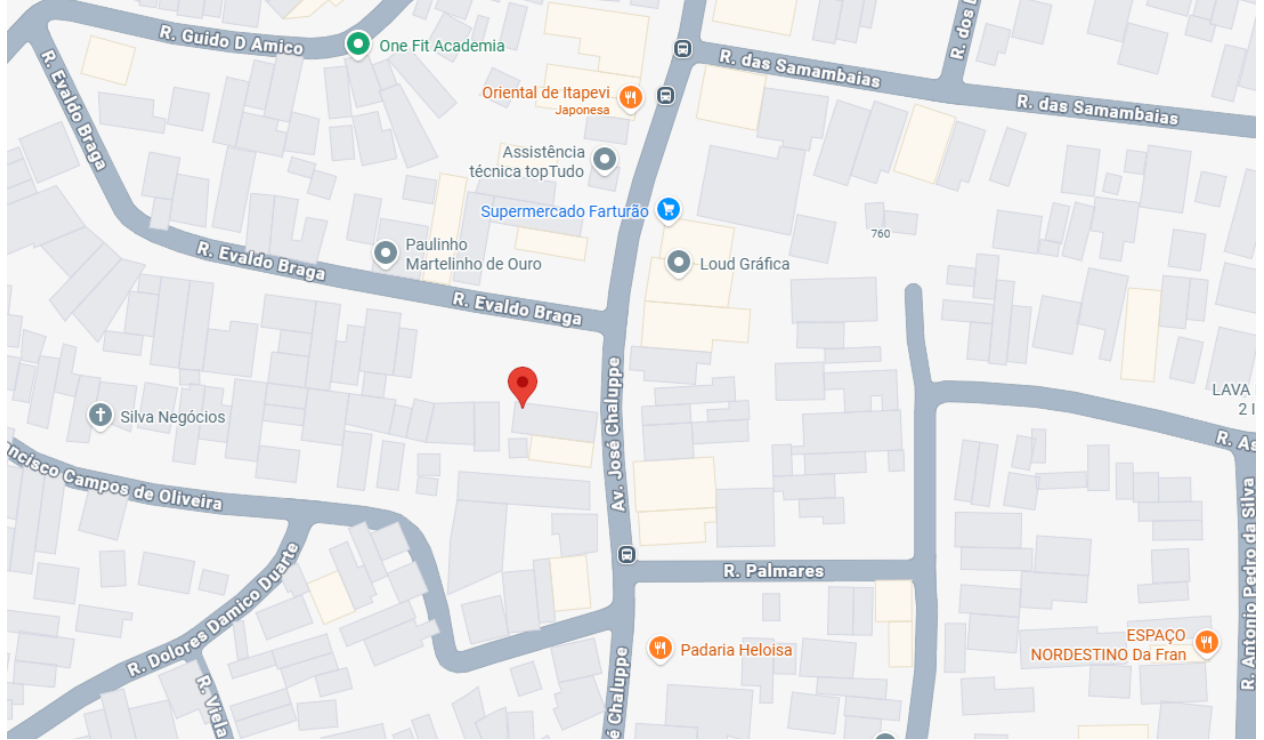 R. Guido D Amico
One Fit Academia
R. dos
R. das Samambaias
R. das Samambaias
R. Evaldo Braga
Oriental de Itapevi
Japonesa
Assistência
técnica topTudo
Supermercado Farturão
760
R. Evaldo Braga
Paulinho
Martelinho de Ouro
Loud Gráfica
R. Evaldo Braga
Av. José Chaluppe
LAVA
2
Silva Negócios
R. As
ncisco Campos de Oliveira
R. Antonio Pedro da Silva
R. Palmares
R. Dolores Damico Duarte
Padaria Heloisa
ESPAÇO
NORDESTINO Da Fran
R. Viela
é Chaluppe